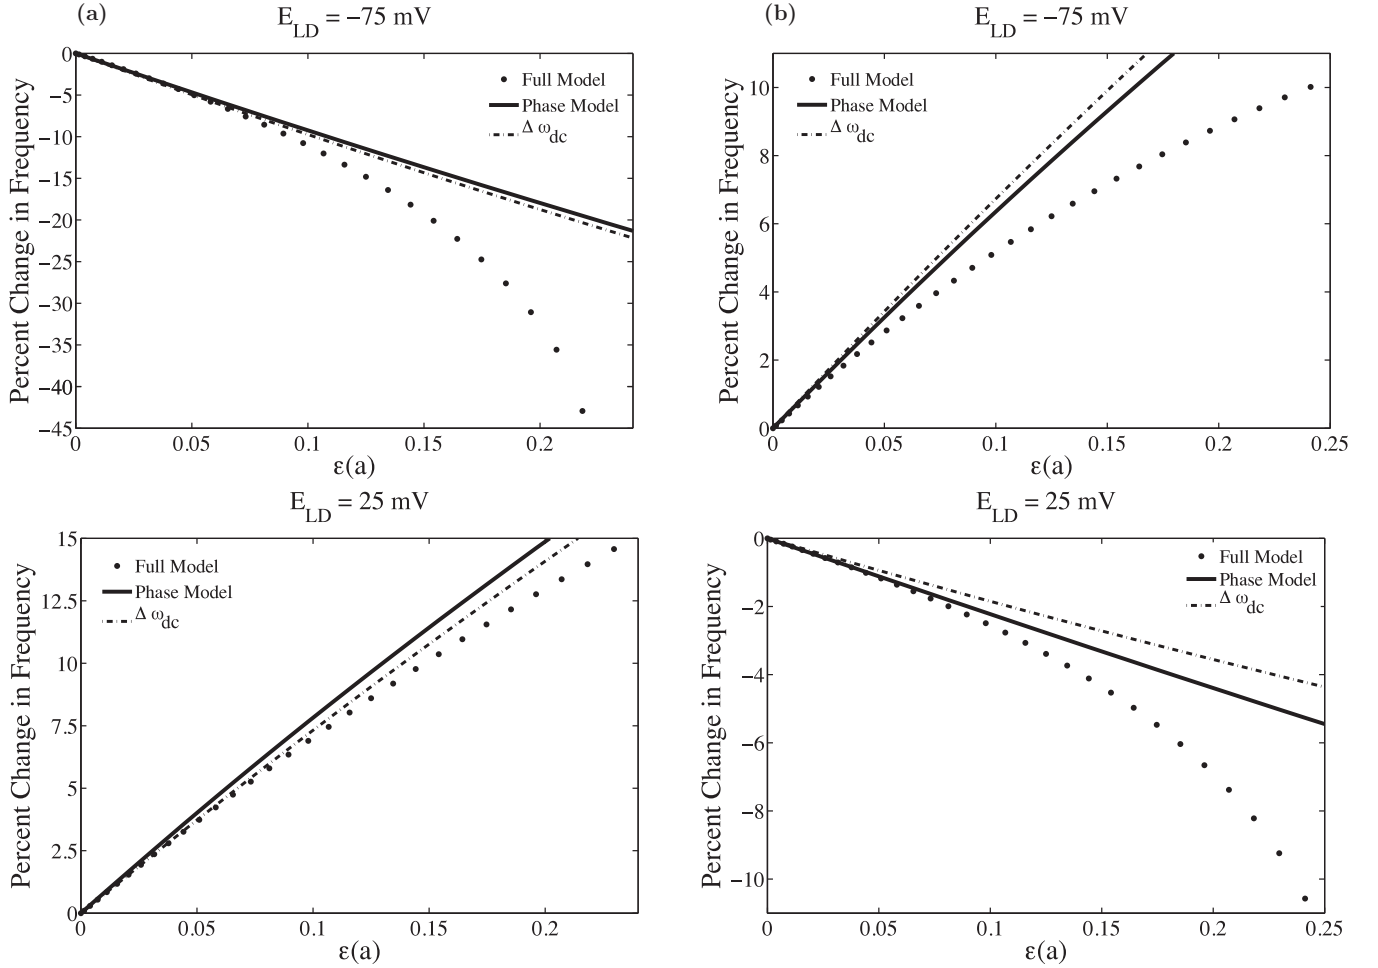 (a)
E_LD = −75 mV
Percent Change in Frequency
0
−5
−10
−15
−20
−25
−30
−35
−40
−45
Full Model
Phase Model
Δ ω_dc
0 0.05 0.1 0.15 0.2
ε(a)
(b)
E_LD = −75 mV
Percent Change in Frequency
10
8
6
4
2
0
Full Model
Phase Model
Δ ω_dc
0 0.05 0.1 0.15 0.2 0.25
ε(a)
E_LD = 25 mV
Percent Change in Frequency
15
12.5
10
7.5
5
2.5
0
Full Model
Phase Model
Δ ω_dc
0 0.05 0.1 0.15 0.2
ε(a)
E_LD = 25 mV
Percent Change in Frequency
0
−2
−4
−6
−8
−10
Full Model
Phase Model
Δ ω_dc
0 0.05 0.1 0.15 0.2 0.25
ε(a)